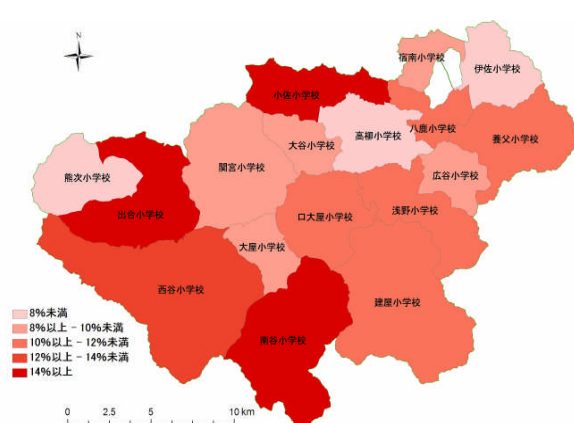 N
宿南小学校
伊佐小学校
小佐小学校
高柳小学校
八鹿小学校
養父小学校
大谷小学校
関宮小学校
熊次小学校
広谷小学校
出合小学校
口大屋小学校
浅野小学校
大屋小学校
西谷小学校
建屋小学校
南谷小学校
8%未満
8%以上 - 10%未満
10%以上 - 12%未満
12%以上 - 14%未満
14%以上
0 2.5 5 10 km